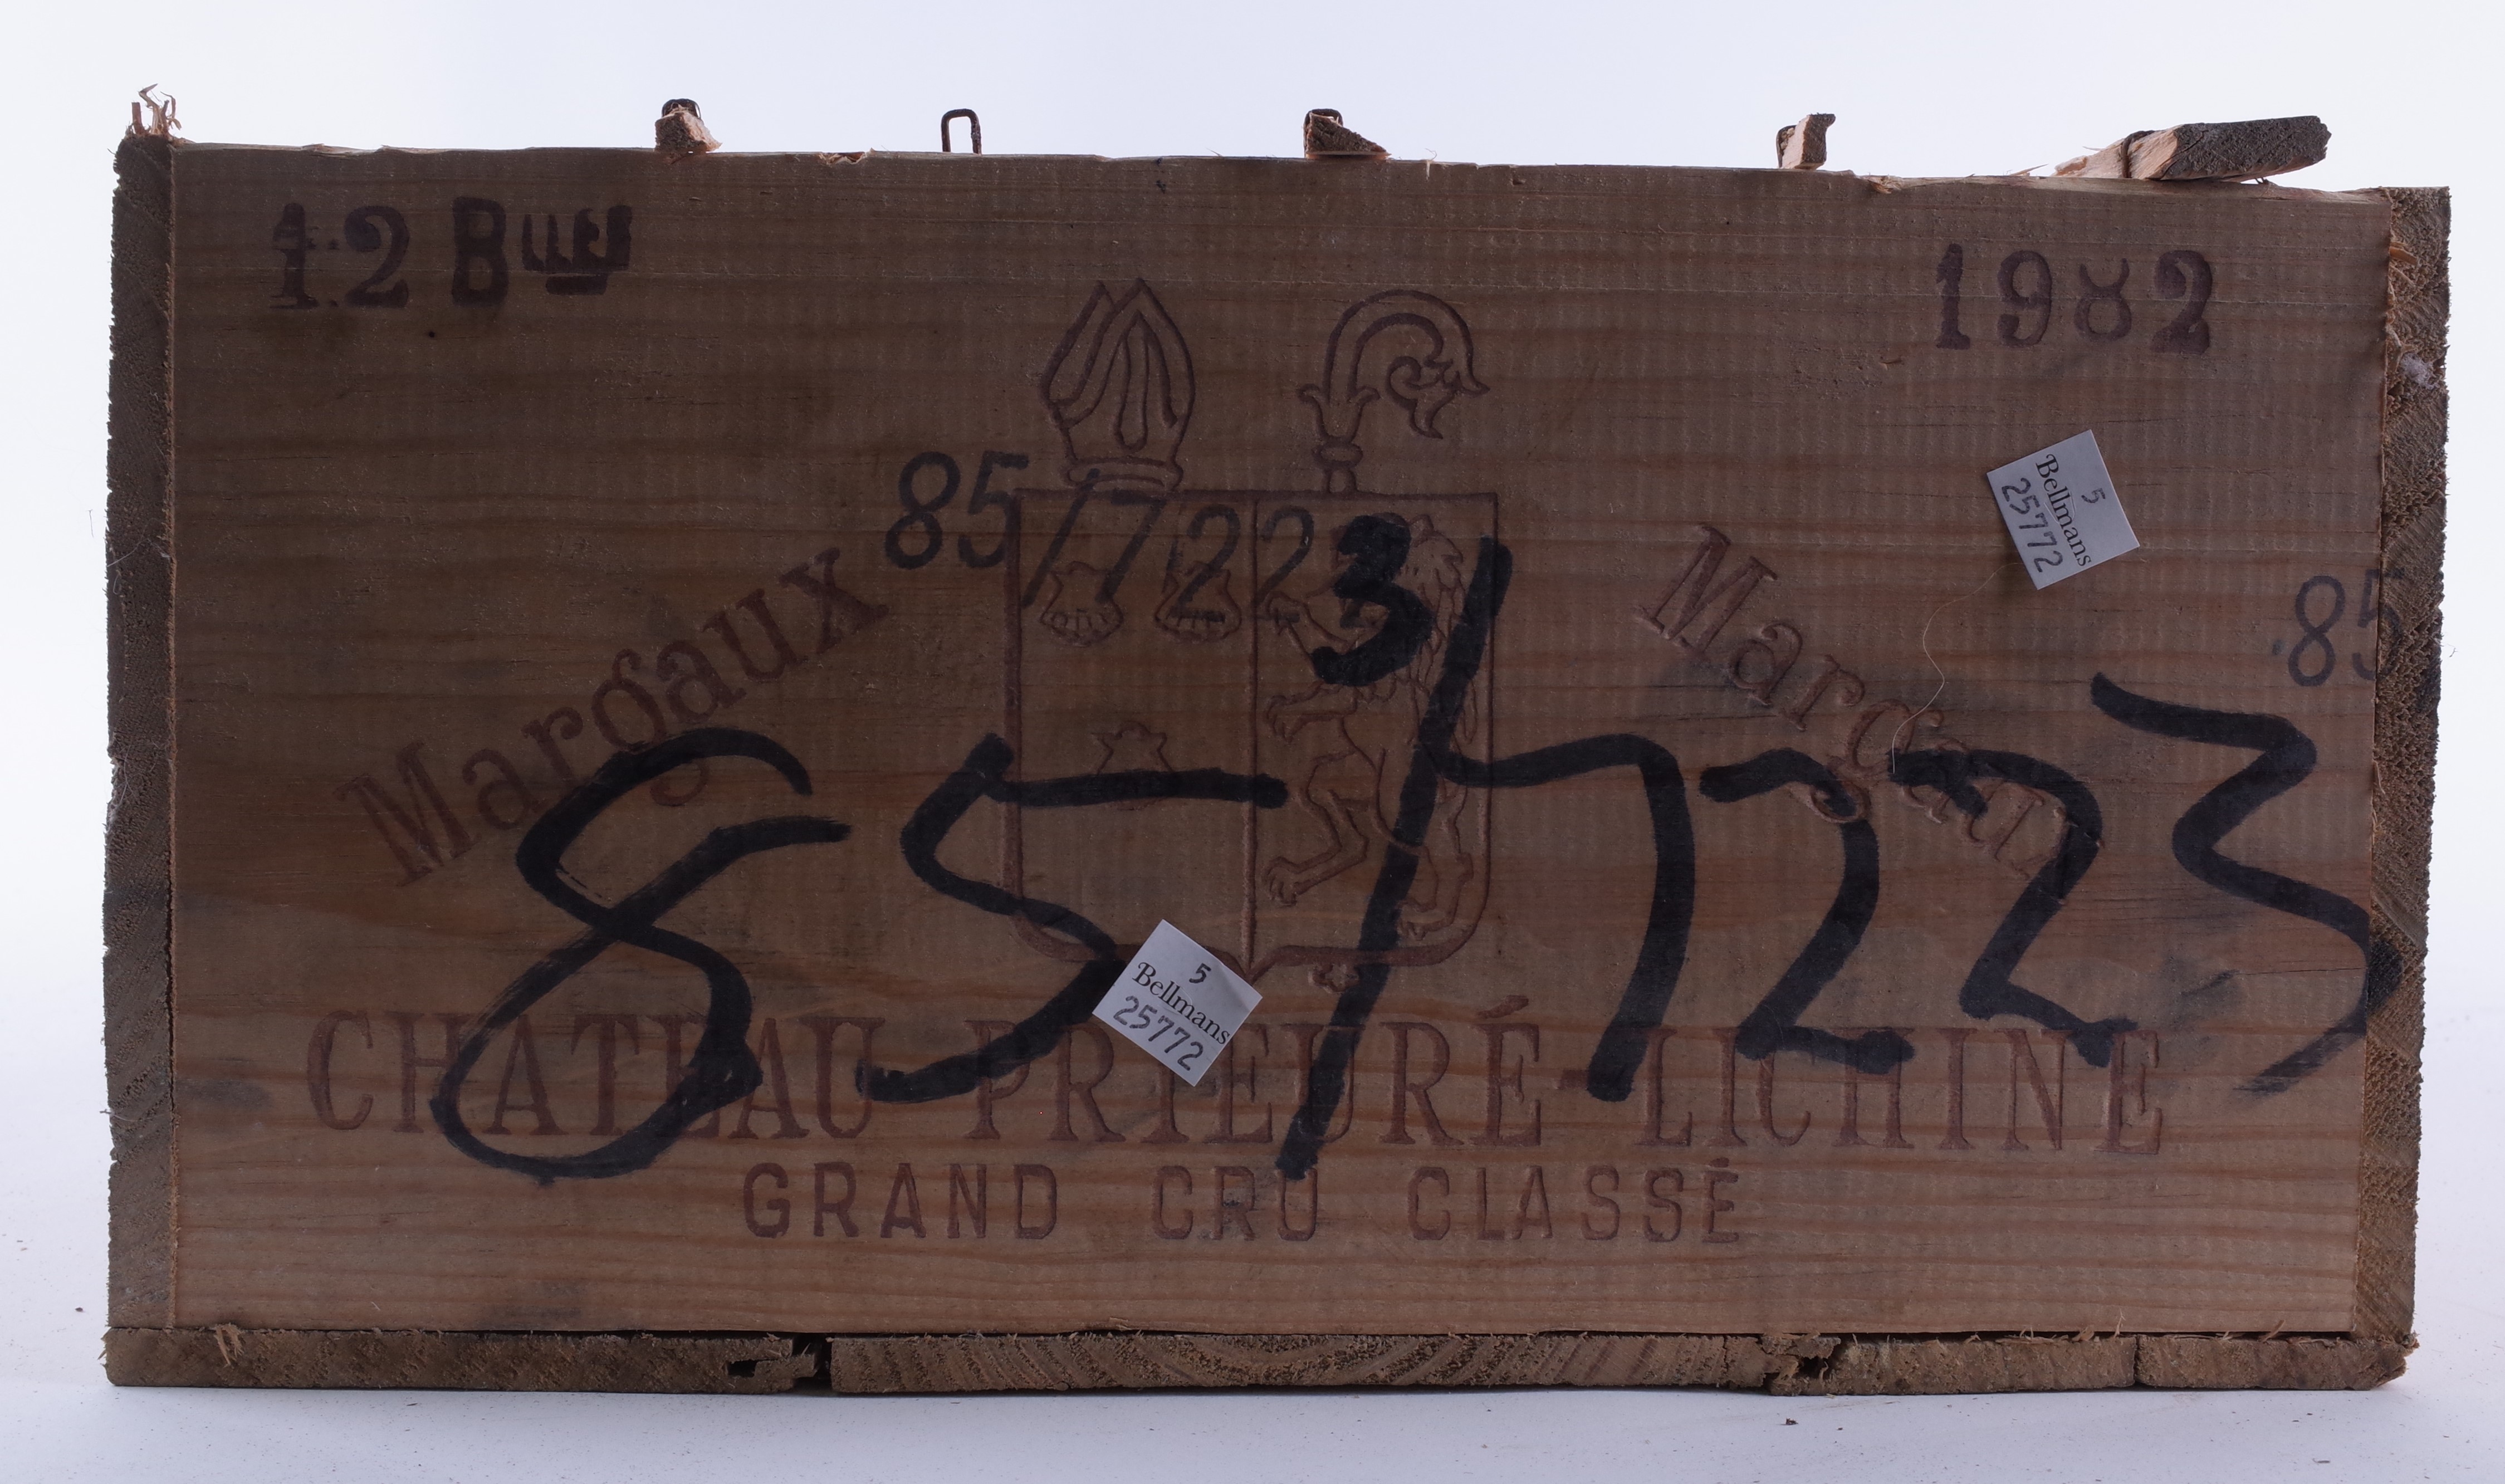 12 Blles
1982
85/7223
Margaux
Margaux
5
Bellmans
25772
85
85/7223
5
Bellmans
25772
CHATEAU PRIEURÉ-LICHINE
GRAND CRU CLASSÉ